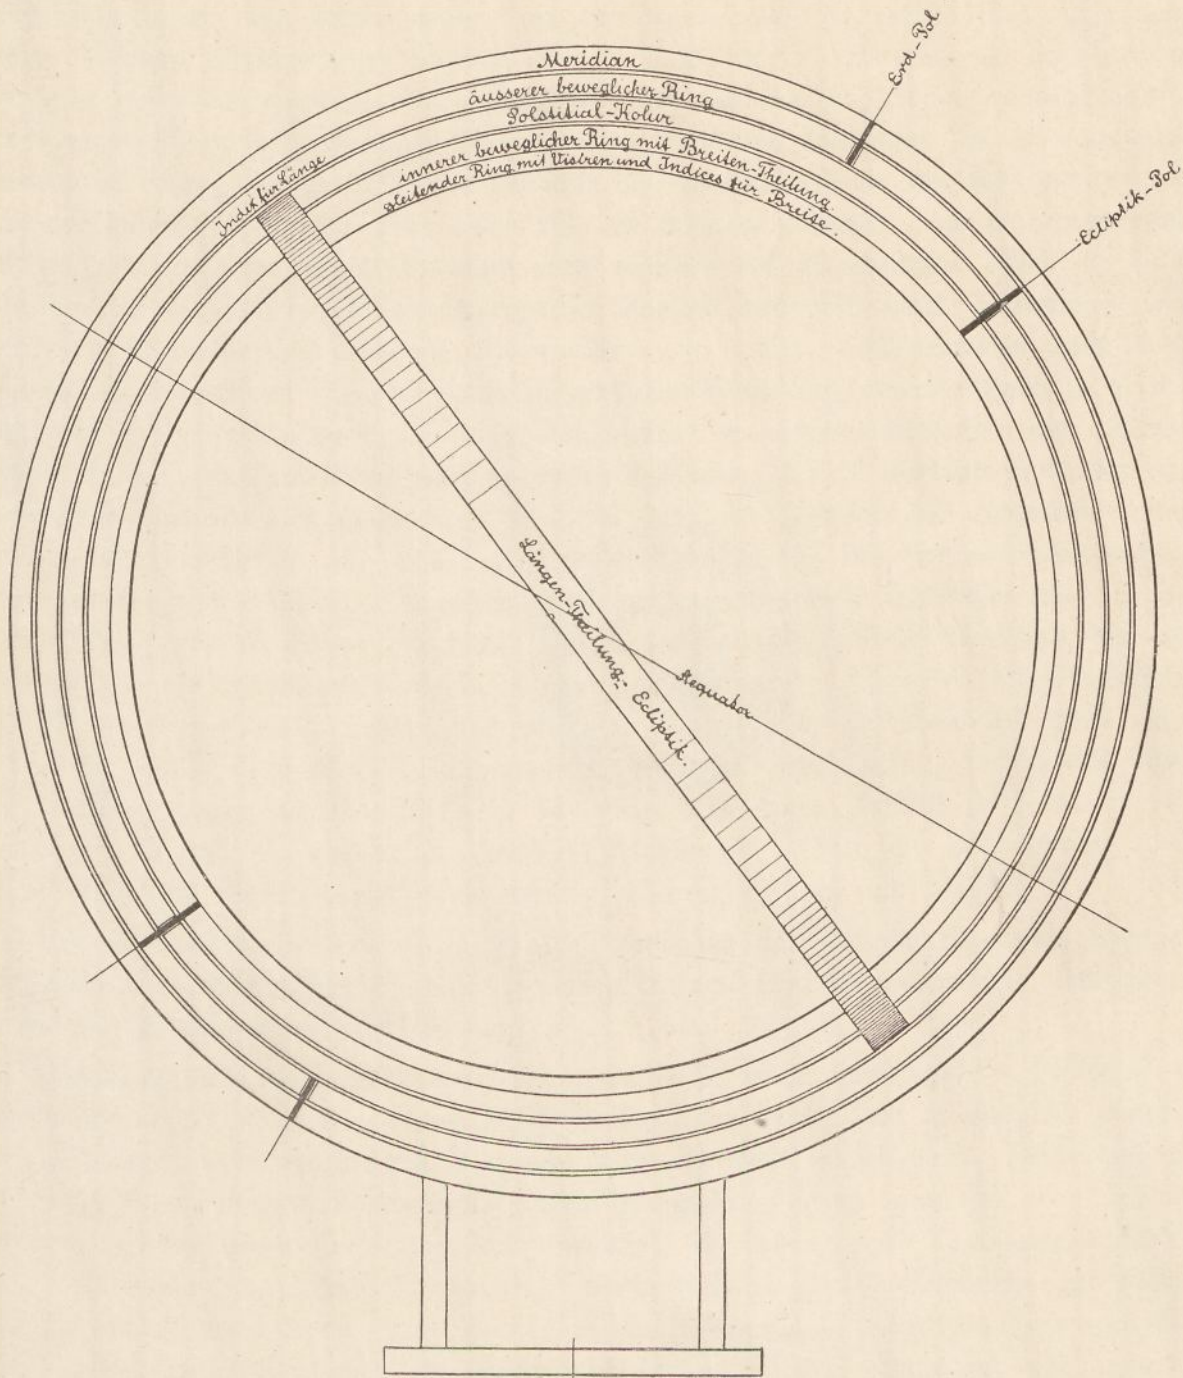 Meridian
äusserer beweglicher Ring
Solstitial-Kolur
innerer beweglicher Ring mit Breiten-Theilung.
gleitender Ring mit Visiren und Indices für Breite.
Index für Länge
Erd-Pol
Ecliptik-Pol
Längen-Theilung-Ecliptik.
Aequator